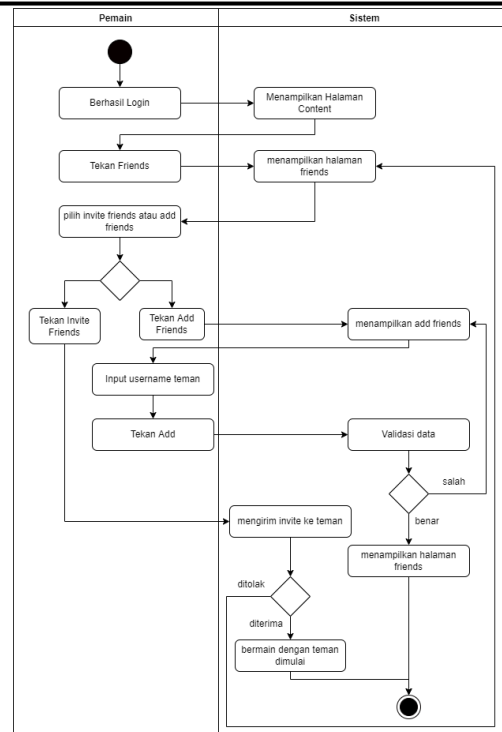 Pemain
Sistem
Berhasil Login
Menampilkan Halaman
Content
Tekan Friends
menampilkan halaman
friends
pilih invite friends atau add
friends
Tekan Invite
Friends
Tekan Add
Friends
menampilkan add friends
Input username teman
Tekan Add
Validasi data
salah
benar
mengirim invite ke teman
menampilkan halaman
friends
ditolak
diterima
bermain dengan teman
dimulai